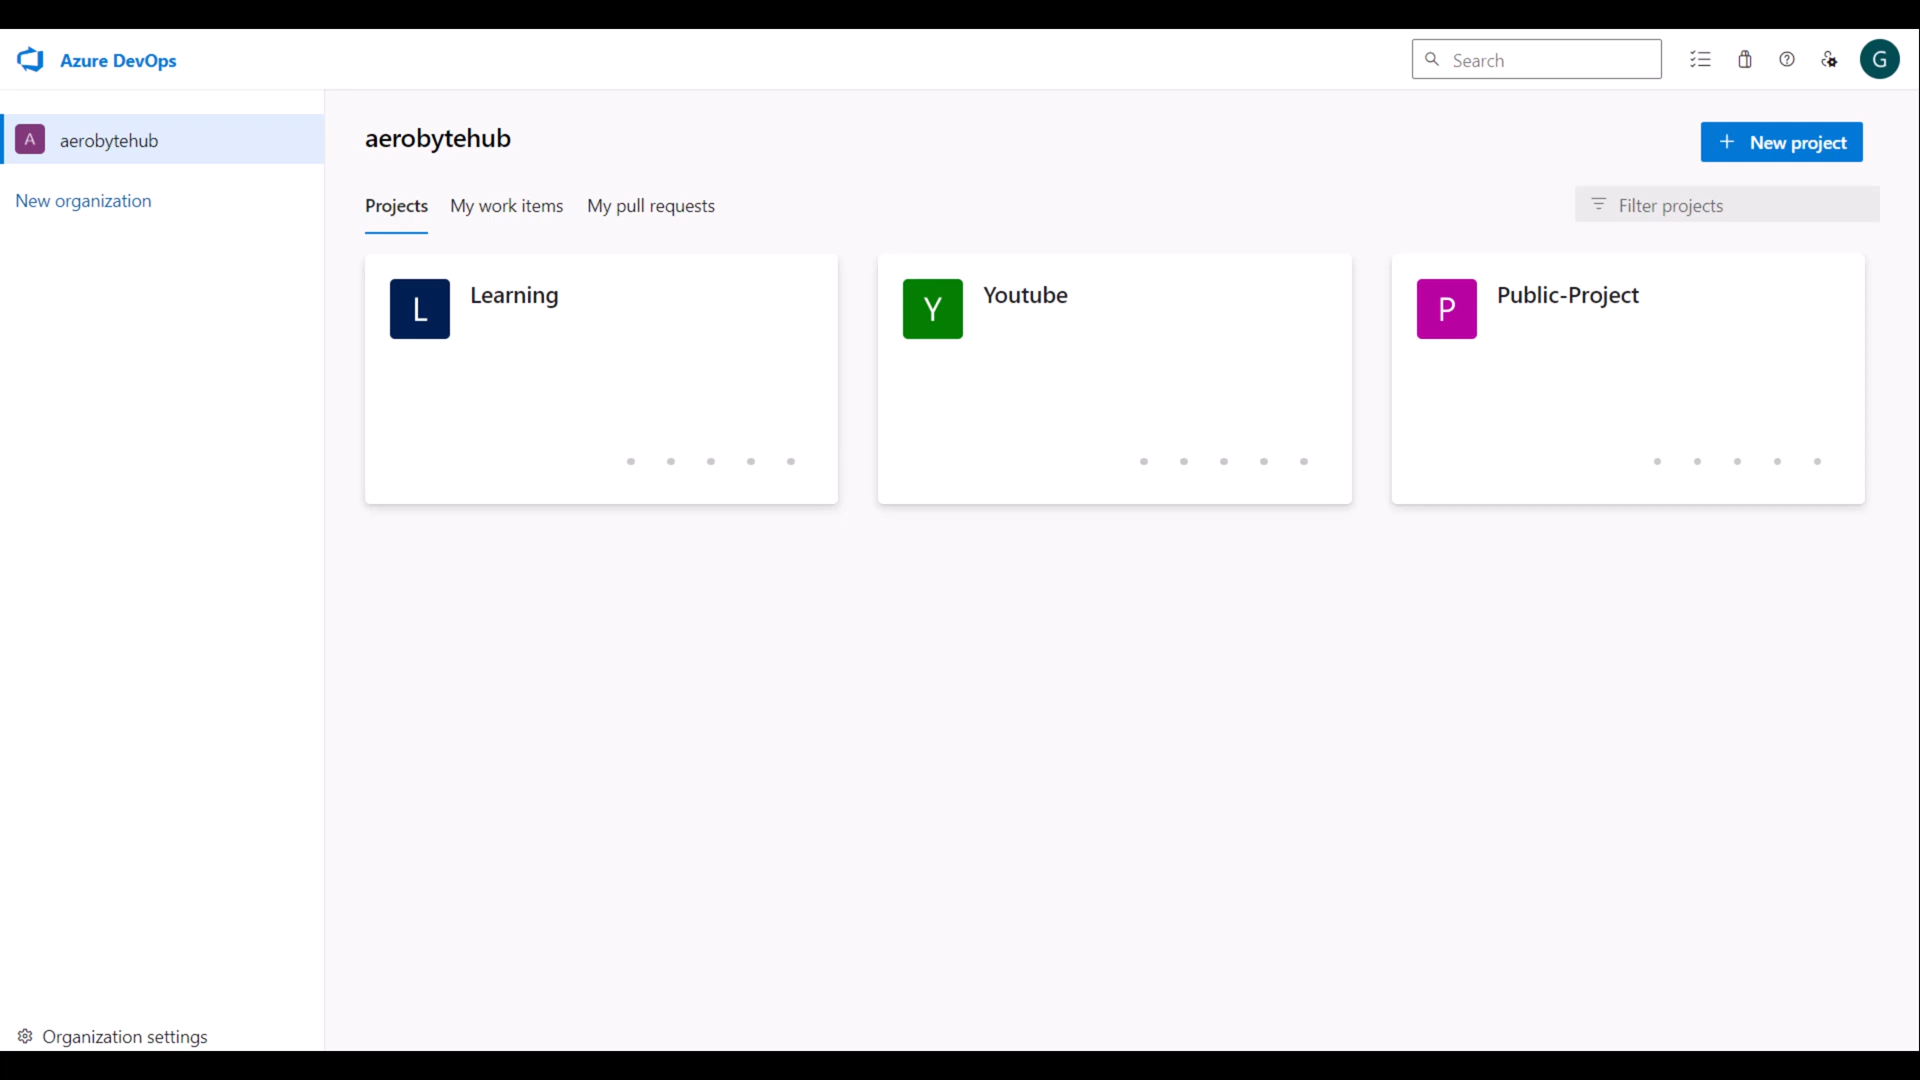 Azure DevOps
Search
G
A aerobytehub
New organization
aerobytehub
New project
Projects My work items My pull requests
Filter projects
L Learning
Y Youtube
P Public-Project
Organization settings